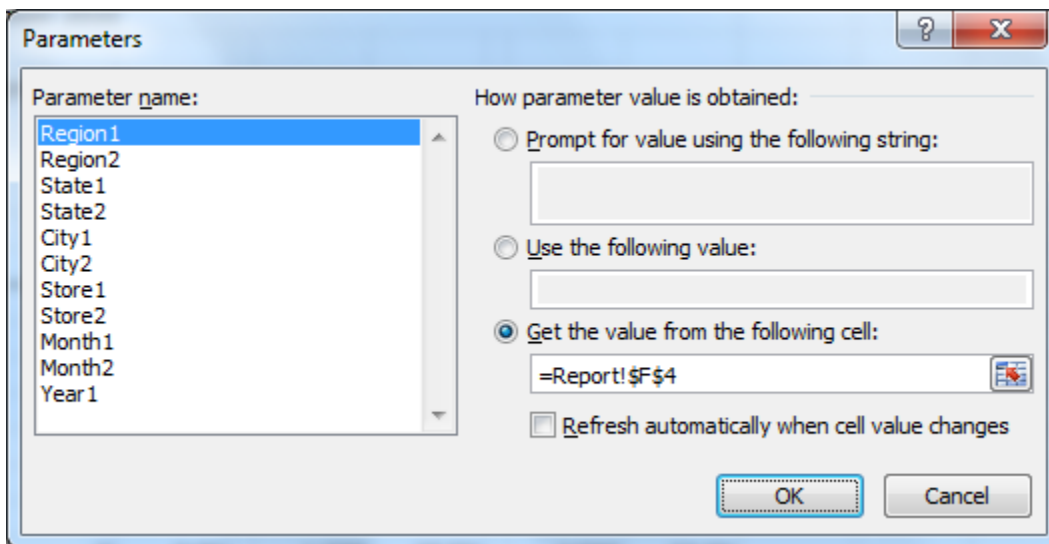 Parameters
Parameter name:
Region1
Region2
State1
State2
City1
City2
Store1
Store2
Month1
Month2
Year1
How parameter value is obtained:
Prompt for value using the following string:
Use the following value:
Get the value from the following cell:
=Report!$F$4
Refresh automatically when cell value changes
OK
Cancel